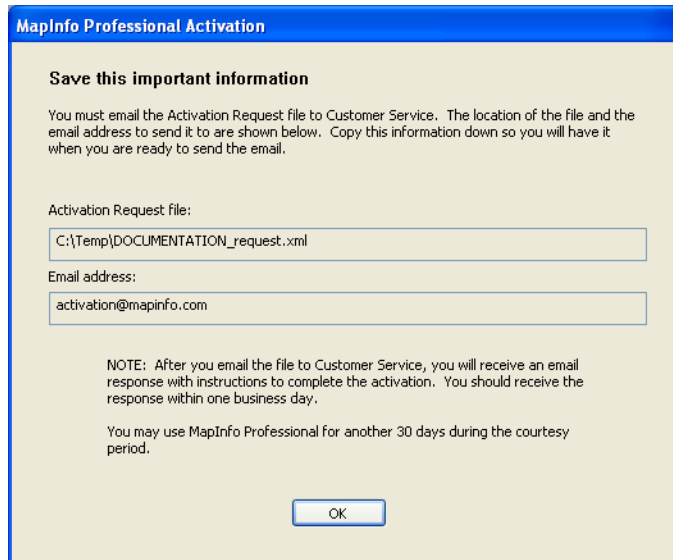 MapInfo Professional Activation
Save this important information
You must email the Activation Request file to Customer Service. The location of the file and the
email address to send it to are shown below. Copy this information down so you will have it
when you are ready to send the email.
Activation Request file:
C:\Temp\DOCUMENTATION_request.xml
Email address:
activation@mapinfo.com
NOTE: After you email the file to Customer Service, you will receive an email
response with instructions to complete the activation. You should receive the
response within one business day.
You may use MapInfo Professional for another 30 days during the courtesy
period.
OK